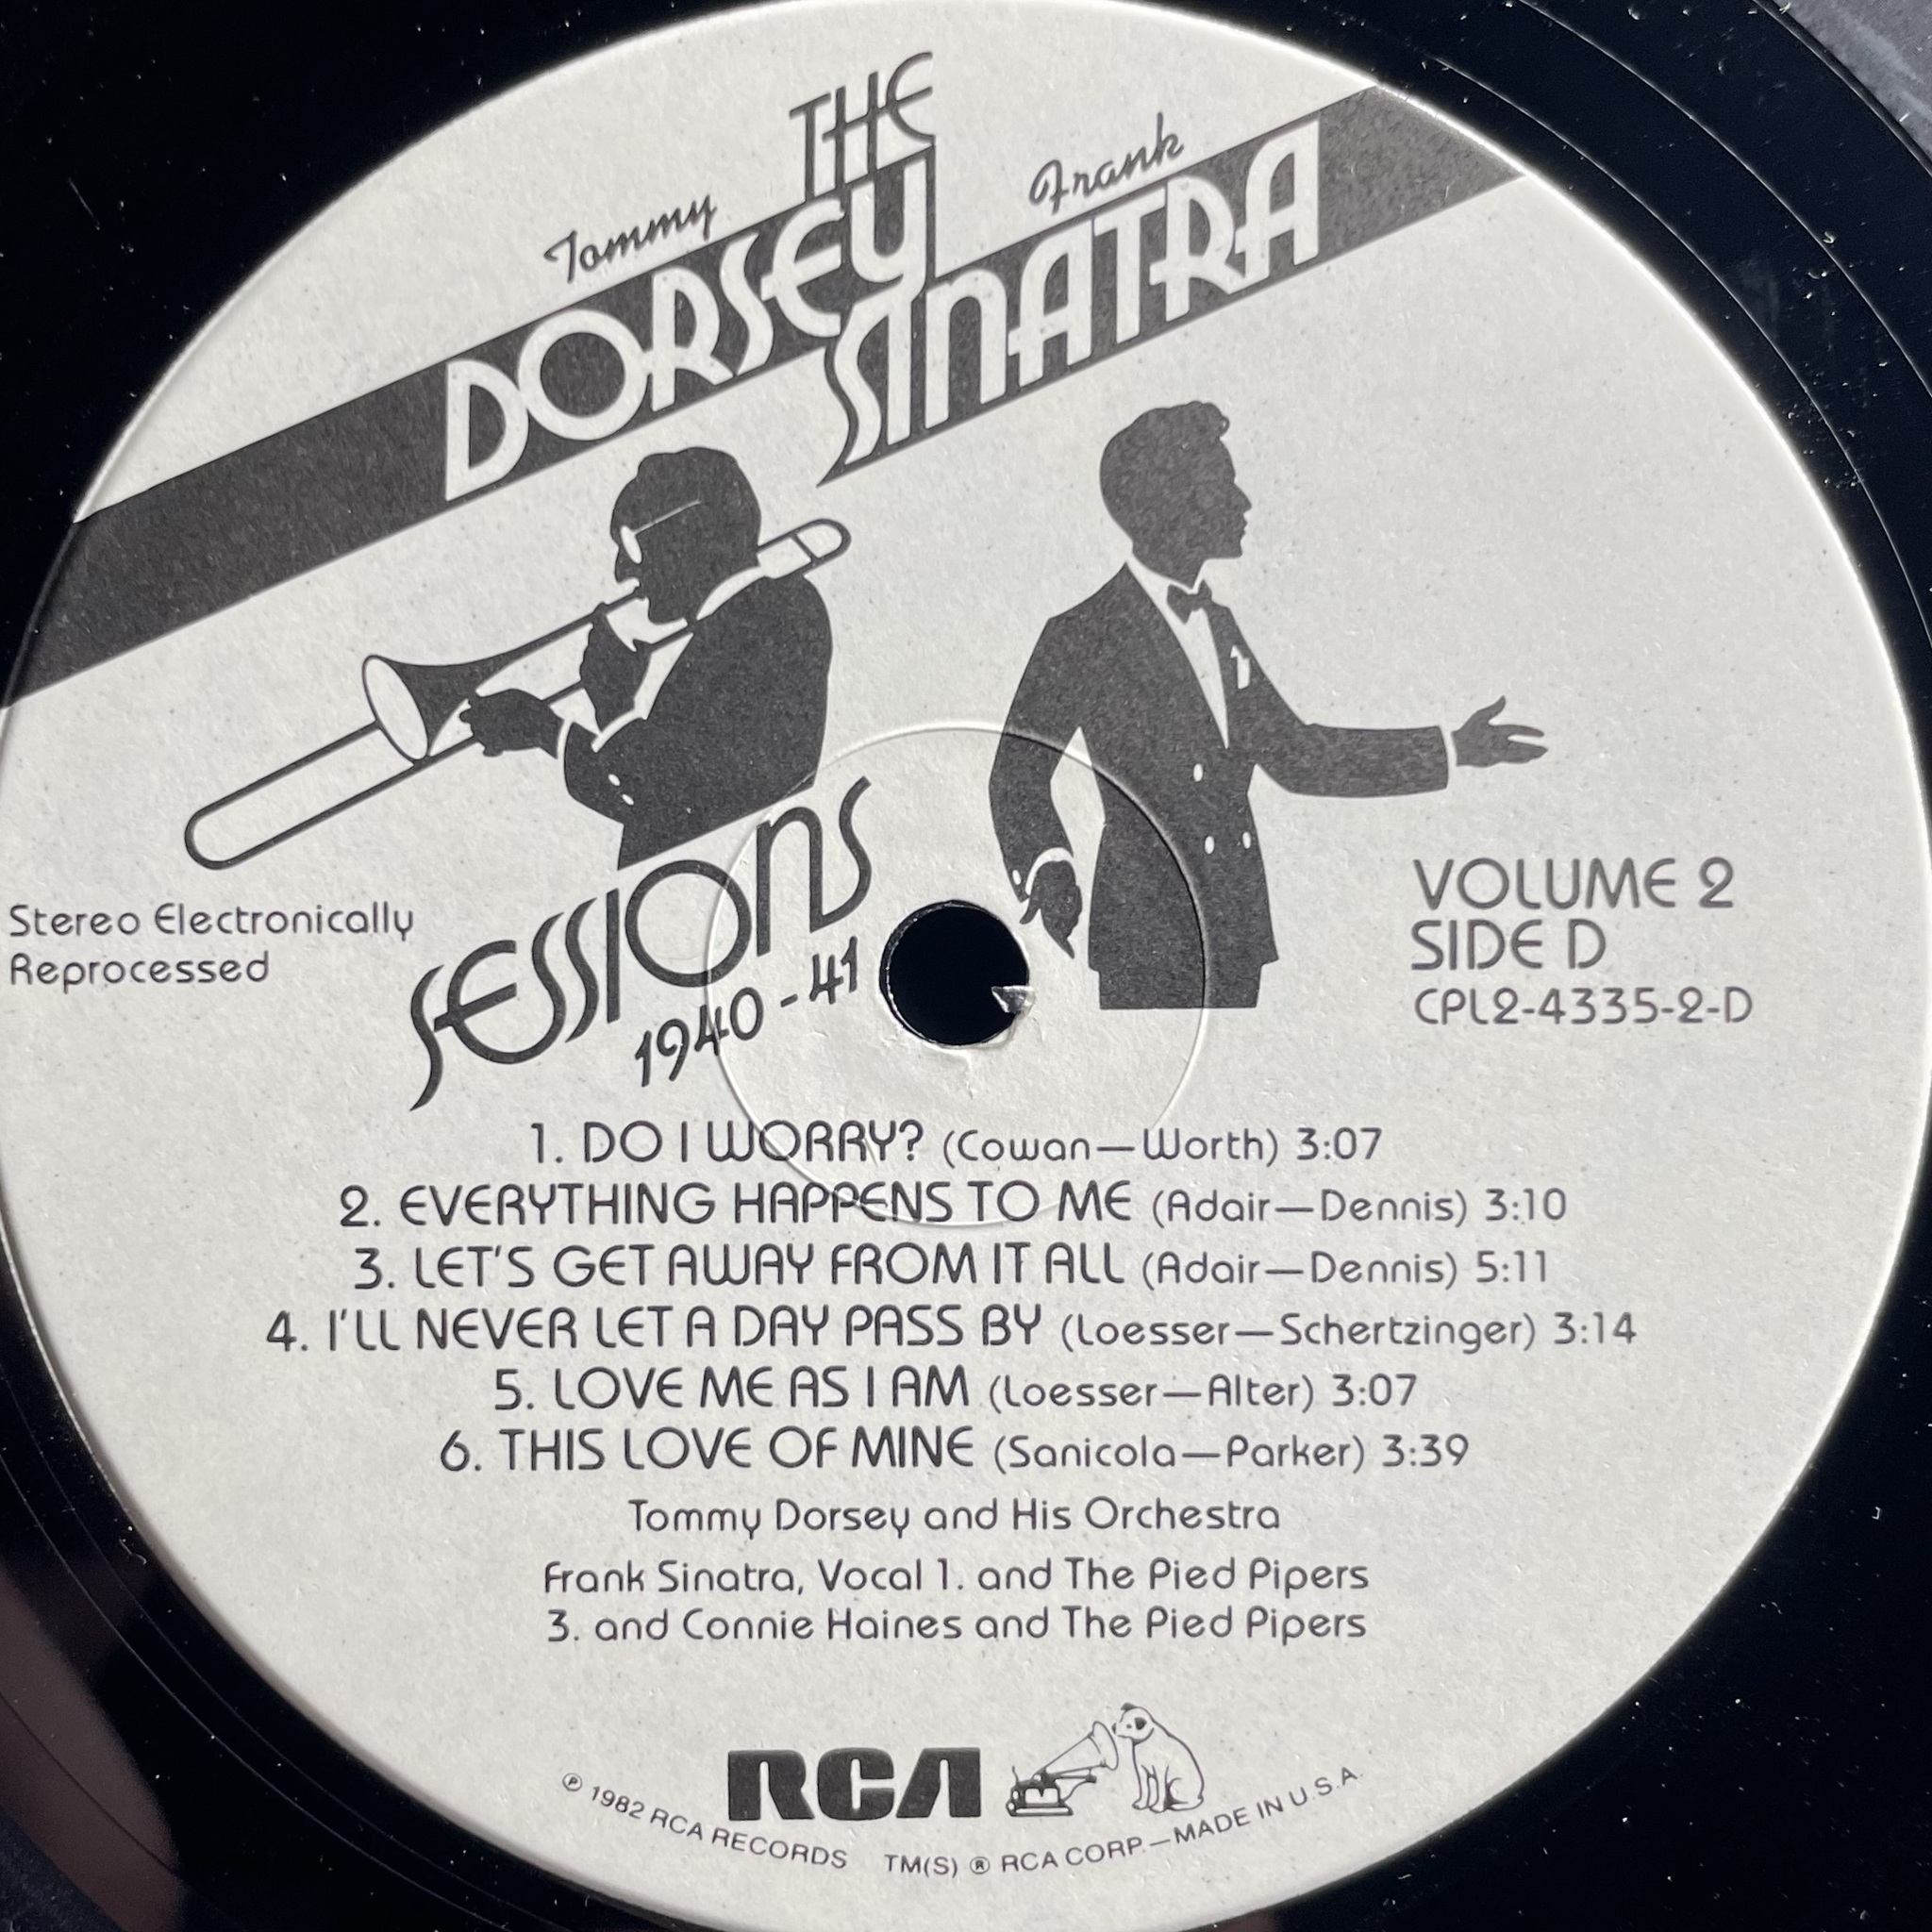 THE
Tommy Frank
DORSEY
SINATRA
SESSIONS
1940-41
Stereo Electronically
Reprocessed
VOLUME 2
SIDE D
CPL2-4335-2-D
1. DO I WORRY? (Cowan—Worth) 3:07
2. EVERYTHING HAPPENS TO ME (Adair—Dennis) 3:10
3. LET'S GET AWAY FROM IT ALL (Adair—Dennis) 5:11
4. I'LL NEVER LET A DAY PASS BY (Loesser—Schertzinger) 3:14
5. LOVE ME AS I AM (Loesser—Alter) 3:07
6. THIS LOVE OF MINE (Sanicola—Parker) 3:39
Tommy Dorsey and His Orchestra
Frank Sinatra, Vocal 1. and The Pied Pipers
3. and Connie Haines and The Pied Pipers
RCA
℗ 1982 RCA RECORDS TM(S) ® RCA CORP.—MADE IN U.S.A.